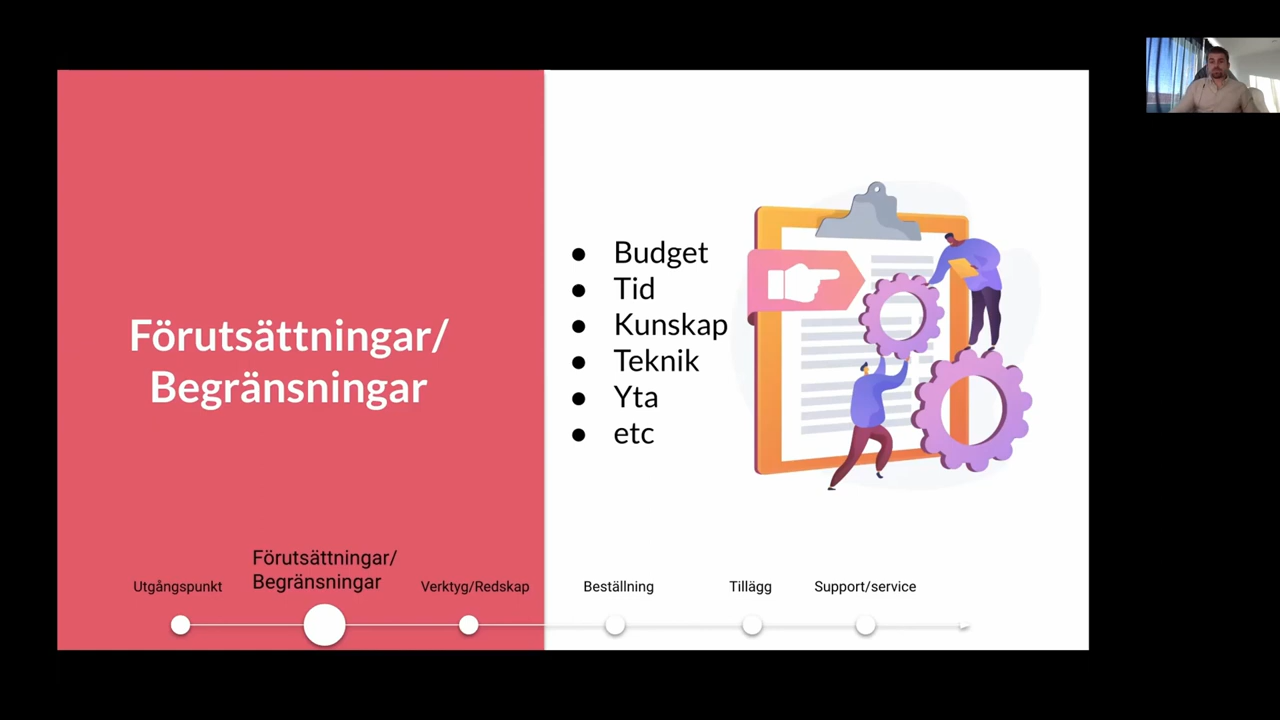 Förutsättningar/
Begränsningar
● Budget
● Tid
● Kunskap
● Teknik
● Yta
● etc
Utgångspunkt
Förutsättningar/
Begränsningar
Verktyg/Redskap
Beställning
Tillägg
Support/service